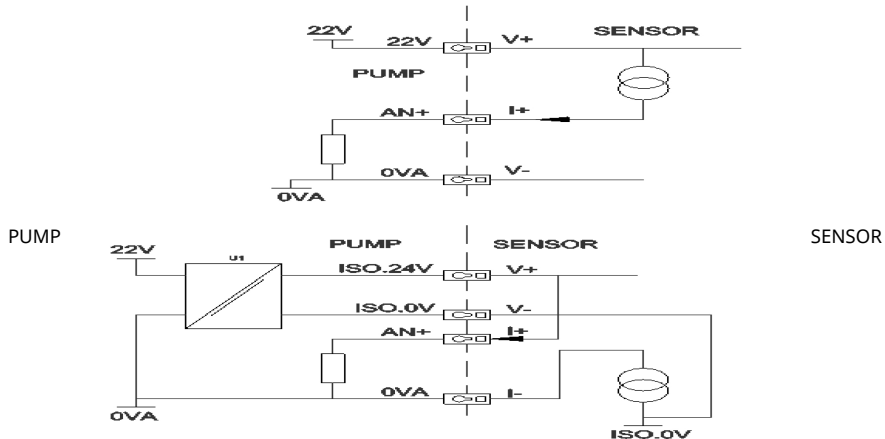 22V
22V V+ SENSOR
PUMP
AN+ I+
0VA V-
0VA
PUMP SENSOR
22V U1 PUMP SENSOR
ISO.24V V+
ISO.0V V-
AN+ I+
0VA I-
0VA
ISO.0V